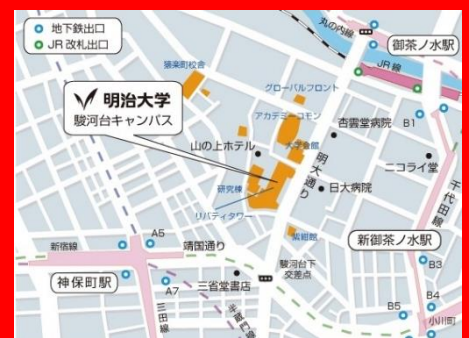 地下鉄出口
JR 改札出口
丸の内線
御茶ノ水駅
JR 線
猿楽町校舎
グローバルフロント
明治大学
駿河台キャンパス
アカデミーコモン
杏雲堂病院
B1
大学会館
山の上ホテル
明大通り
ニコライ堂
研究棟
日大病院
千代田線
リバティタワー
紫紺館
新御茶ノ水駅
A5
新宿線
靖国通り
駿河台下
交差点
B3
神保町駅
A7
三省堂書店
B4
三田線
半蔵門線
B5
小川町